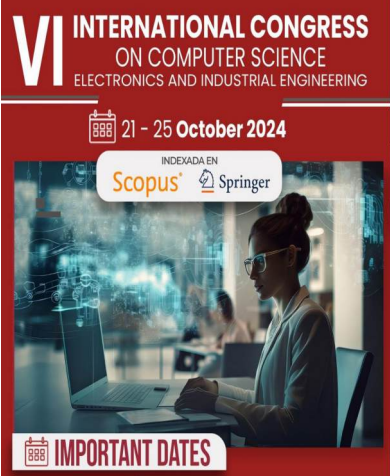 VI INTERNATIONAL CONGRESS
ON COMPUTER SCIENCE
ELECTRONICS AND INDUSTRIAL ENGINEERING
21 - 25 October 2024
INDEXADA EN
Scopus® Springer
IMPORTANT DATES